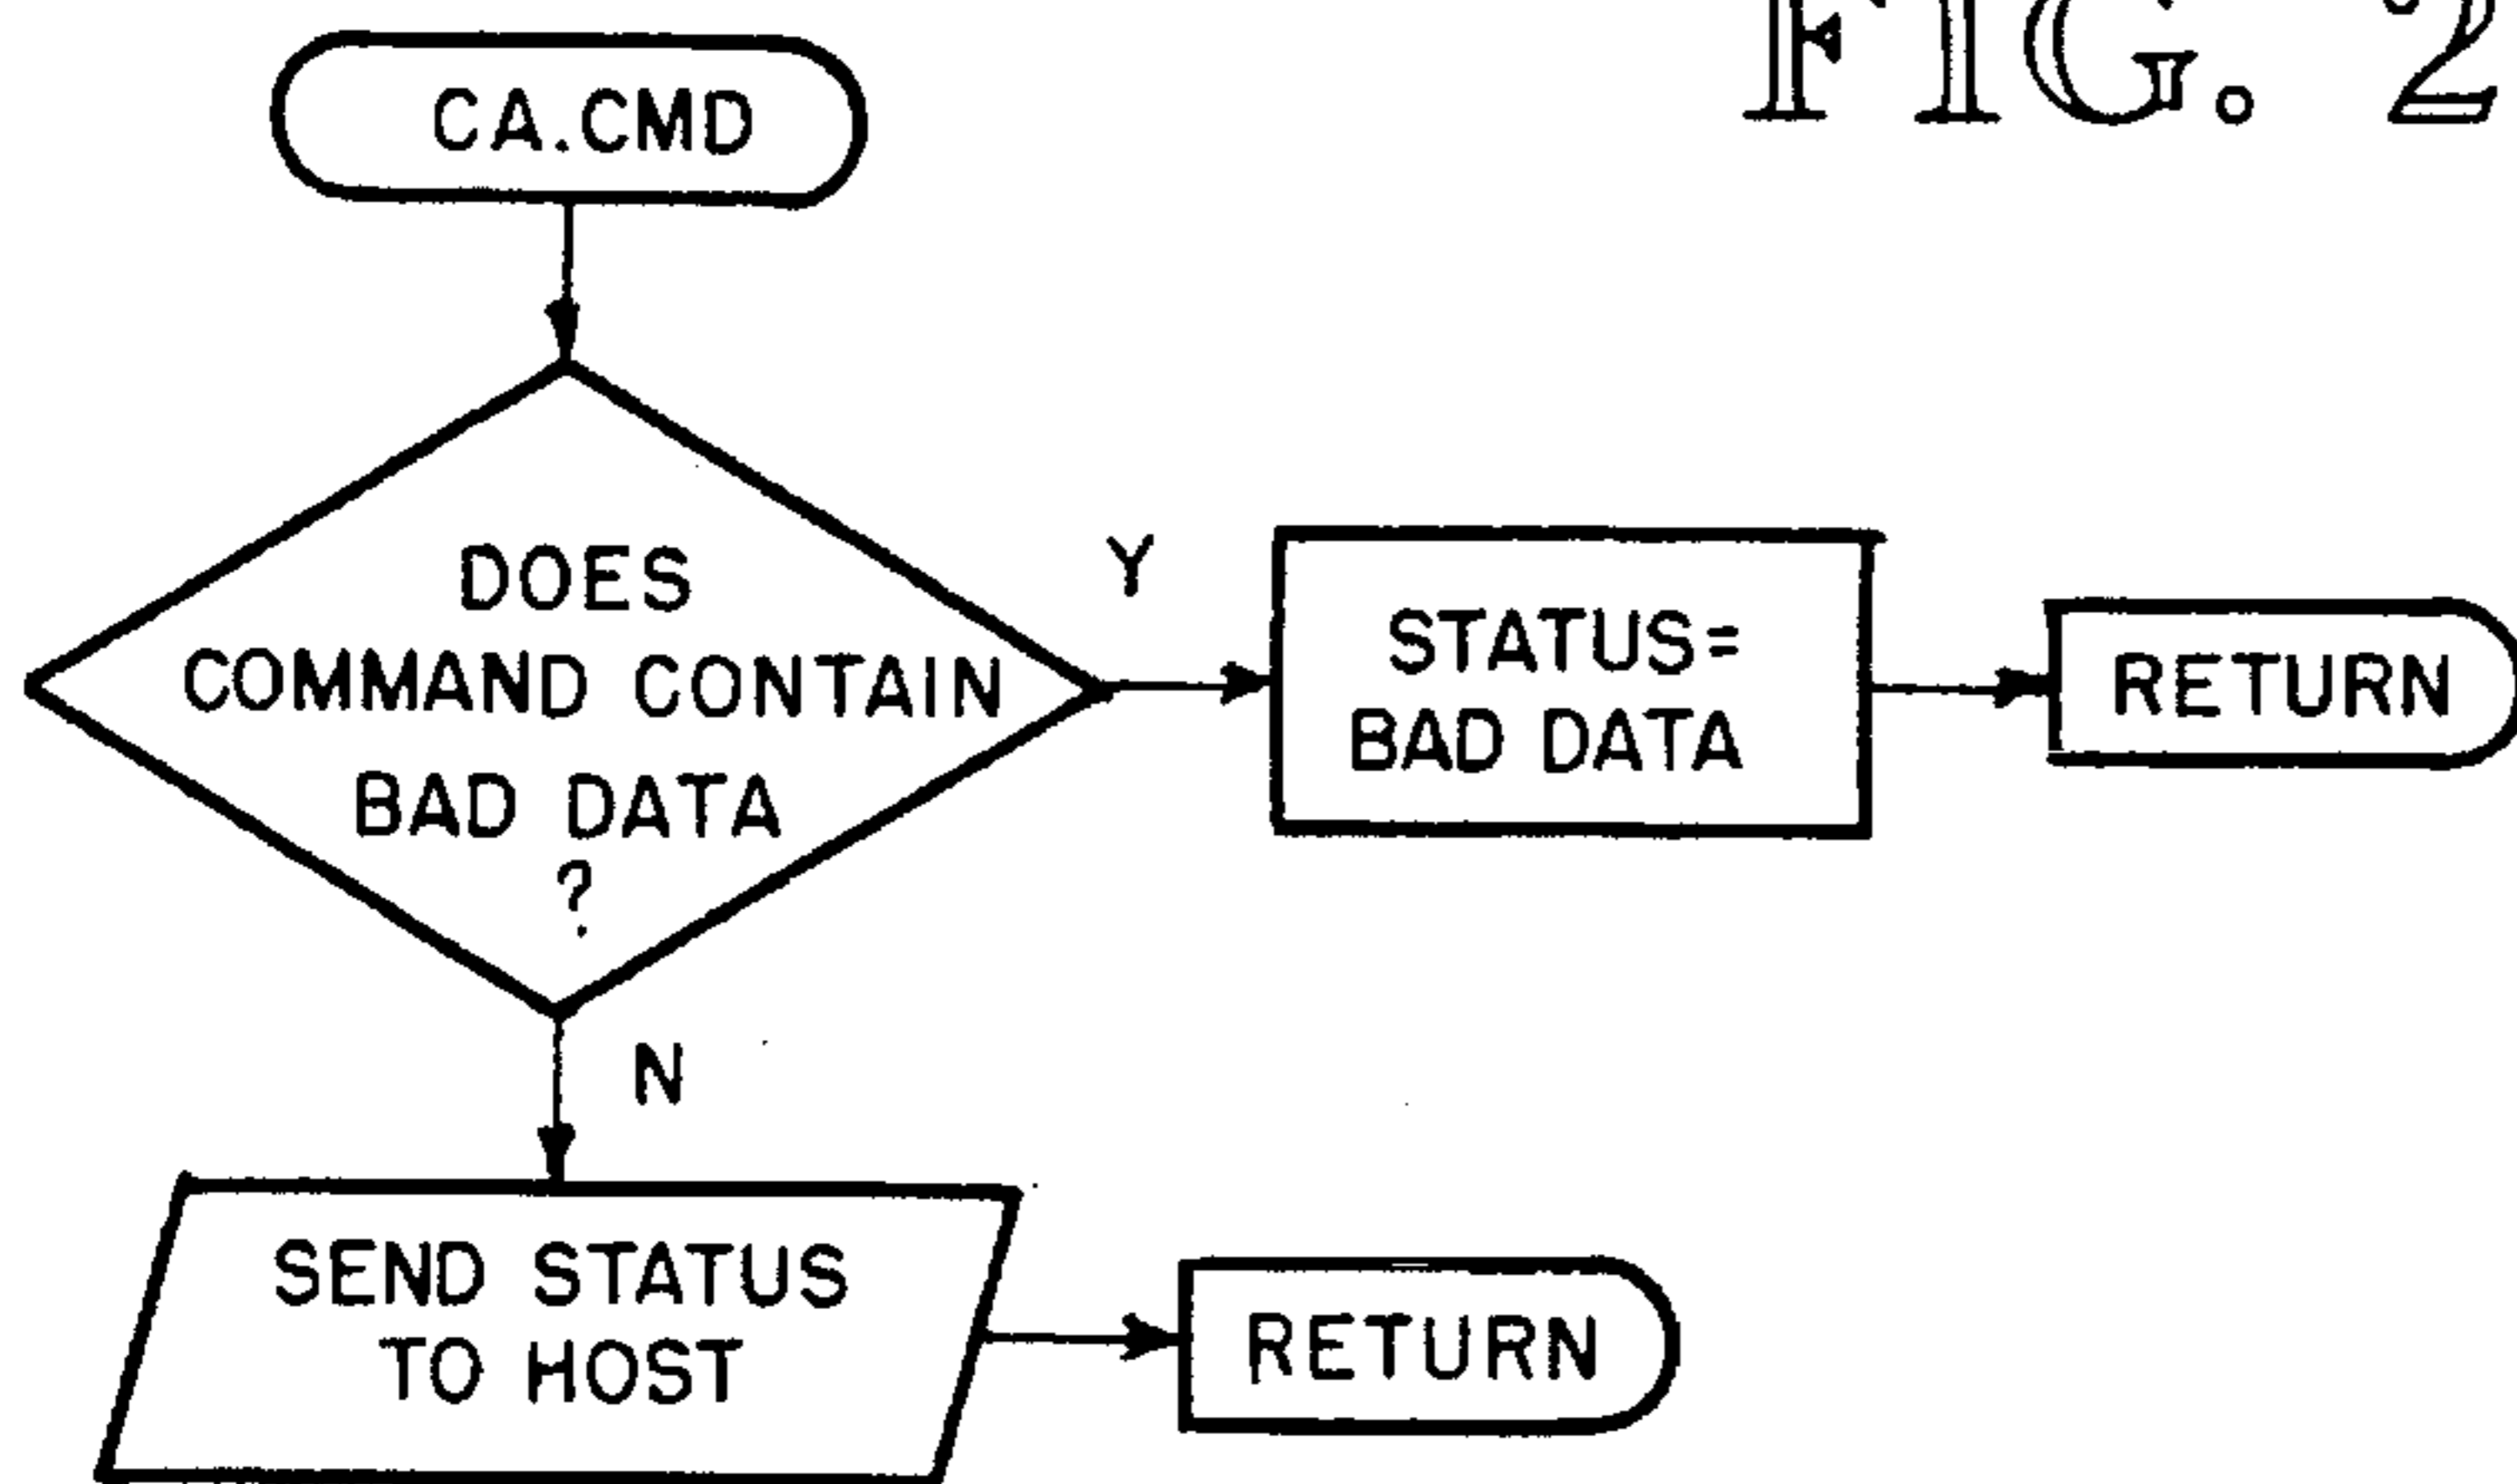 FIG. 2
CA.CMD
DOES
COMMAND CONTAIN
BAD DATA
?
Y
STATUS=
BAD DATA
RETURN
N
SEND STATUS
TO HOST
RETURN